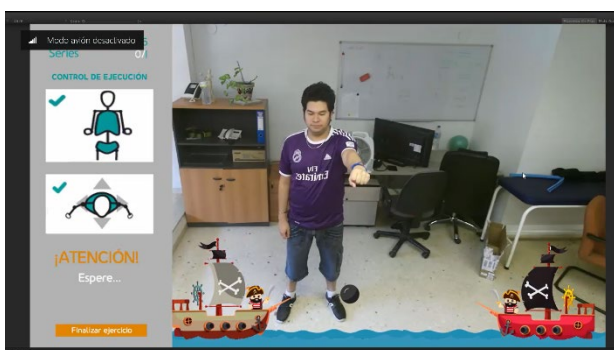 Modo avión desactivado
Series
CONTROL DE EJECUCIÓN
¡ATENCIÓN!
Espere...
Finalizar ejercicio
Fly
Emirates